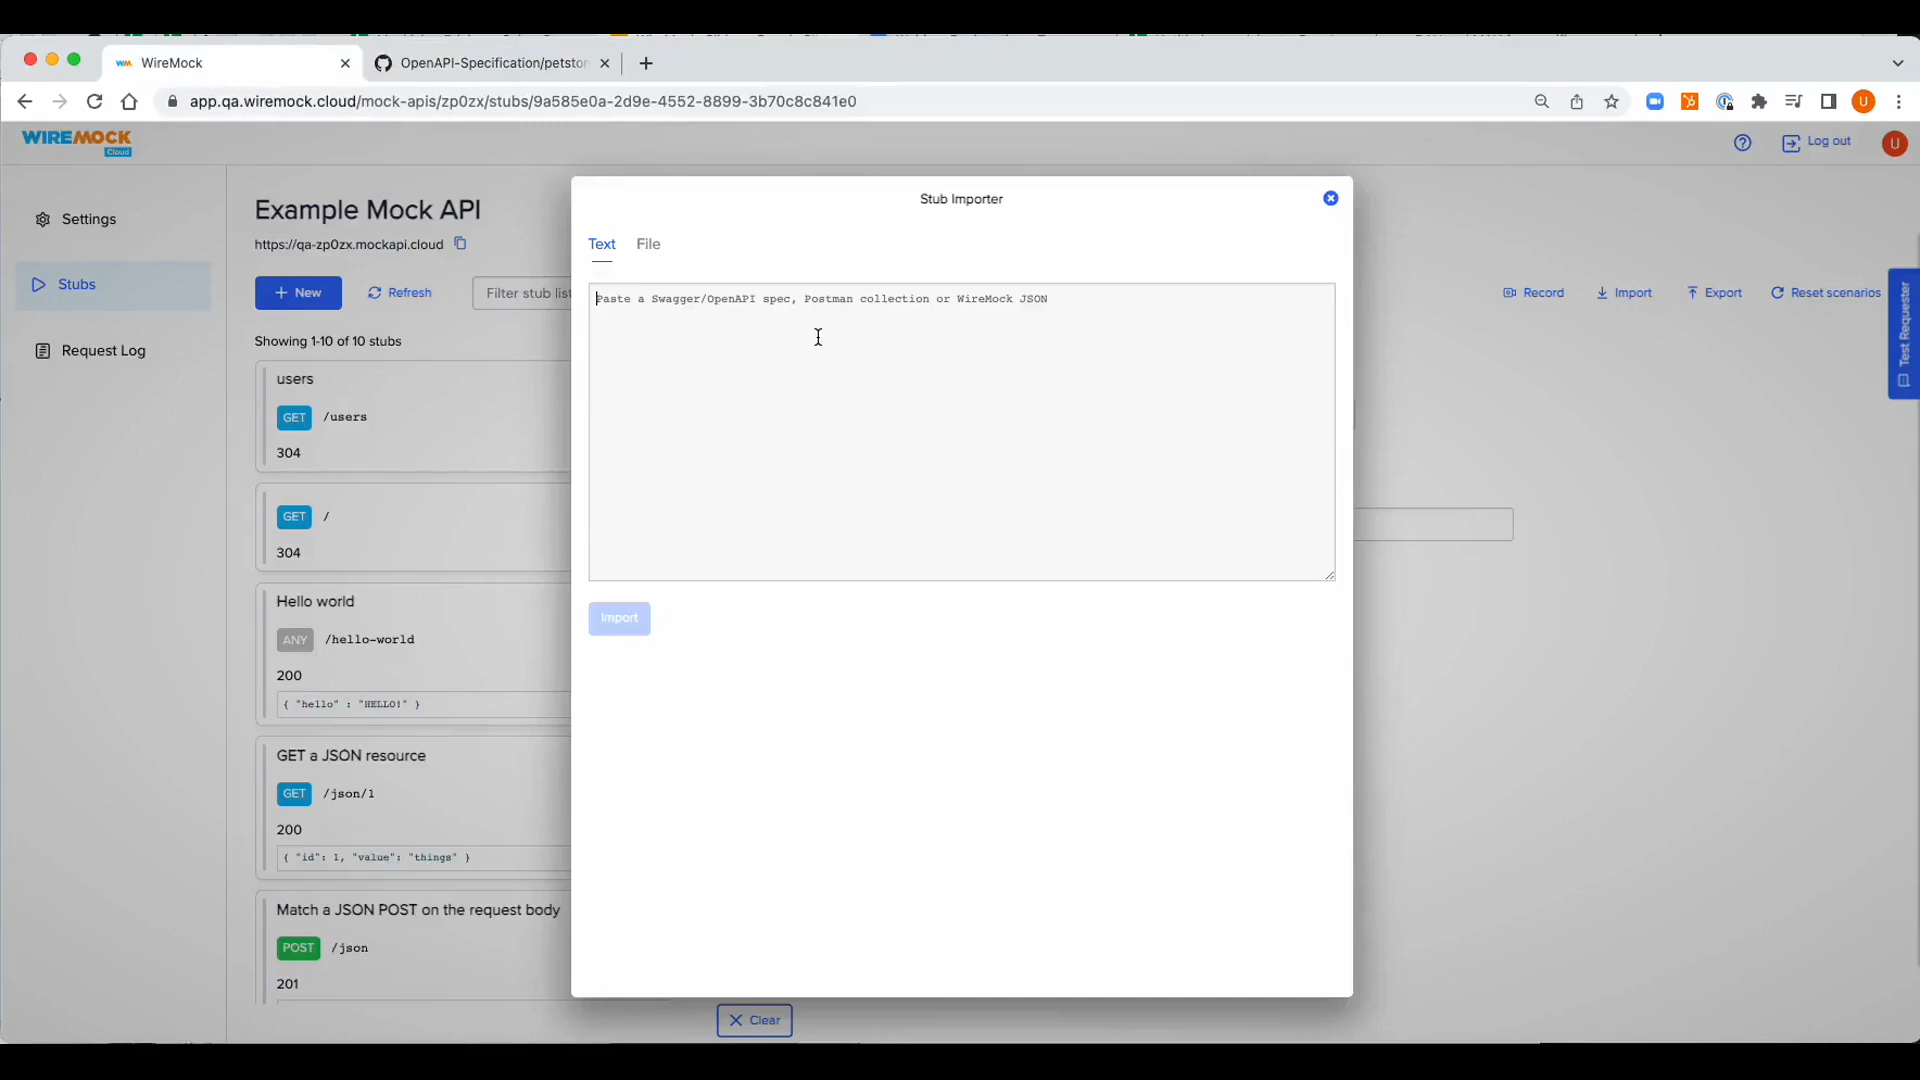 WireMock
OpenAPI-Specification/petstor
app.qa.wiremock.cloud/mock-apis/zp0zx/stubs/9a585e0a-2d9e-4552-8899-3b70c8c841e0
U
WIREMOCK
Cloud
Log out
U
Settings
Stubs
Request Log
Example Mock API
https://qa-zp0zx.mockapi.cloud
New
Refresh
Filter stub list
Record
Import
Export
Reset scenarios
Test Requester
Showing 1-10 of 10 stubs
users
GET /users
304
GET /
304
Hello world
ANY /hello-world
200
{ "hello" : "HELLO!" }
GET a JSON resource
GET /json/1
200
{ "id": 1, "value": "things" }
Match a JSON POST on the request body
POST /json
201
Stub Importer
Text File
Paste a Swagger/OpenAPI spec, Postman collection or WireMock JSON
Import
Clear